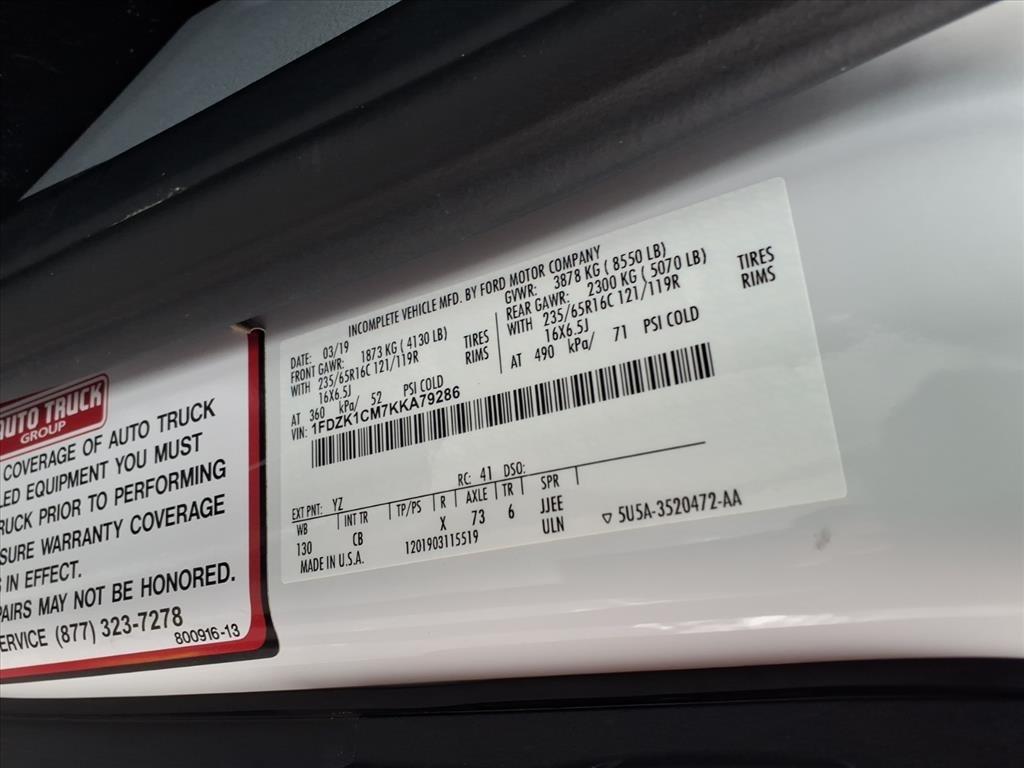 AUTO TRUCK
GROUP
COVERAGE OF AUTO TRUCK
LED EQUIPMENT YOU MUST
RUCK PRIOR TO PERFORMING
SURE WARRANTY COVERAGE
IN EFFECT.
PAIRS MAY NOT BE HONORED.
ERVICE (877) 323-7278
800916-13
INCOMPLETE VEHICLE MFD. BY FORD MOTOR COMPANY
DATE: 03/19 GVWR: 3878 KG ( 8550 LB)
FRONT GAWR: 1873 KG ( 4130 LB) REAR GAWR: 2300 KG ( 5070 LB)
WITH 235/65R16C 121/119R TIRES WITH 235/65R16C 121/119R TIRES
16X6.5J RIMS 16X6.5J RIMS
AT 360 kPa/ 52 PSI COLD AT 490 kPa/ 71 PSI COLD
VIN: 1FDZK1CM7KKA79286
EXT PNT: YZ RC: 41 DSO:
WB INT TR TP/PS R AXLE TR SPR
130 CB X 73 6 JJEE
MADE IN U.S.A. 1201903115519 ULN ▽ 5U5A-3520472-AA